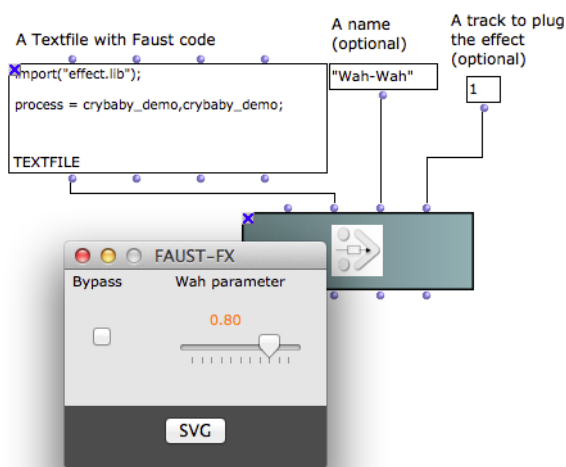 A Textfile with Faust code
A name
(optional)
A track to plug
the effect
(optional)
import("effect.lib");
process = crybaby_demo,crybaby_demo;
TEXTFILE
"Wah-Wah"
1
FAUST-FX
Bypass
Wah parameter
0.80
SVG